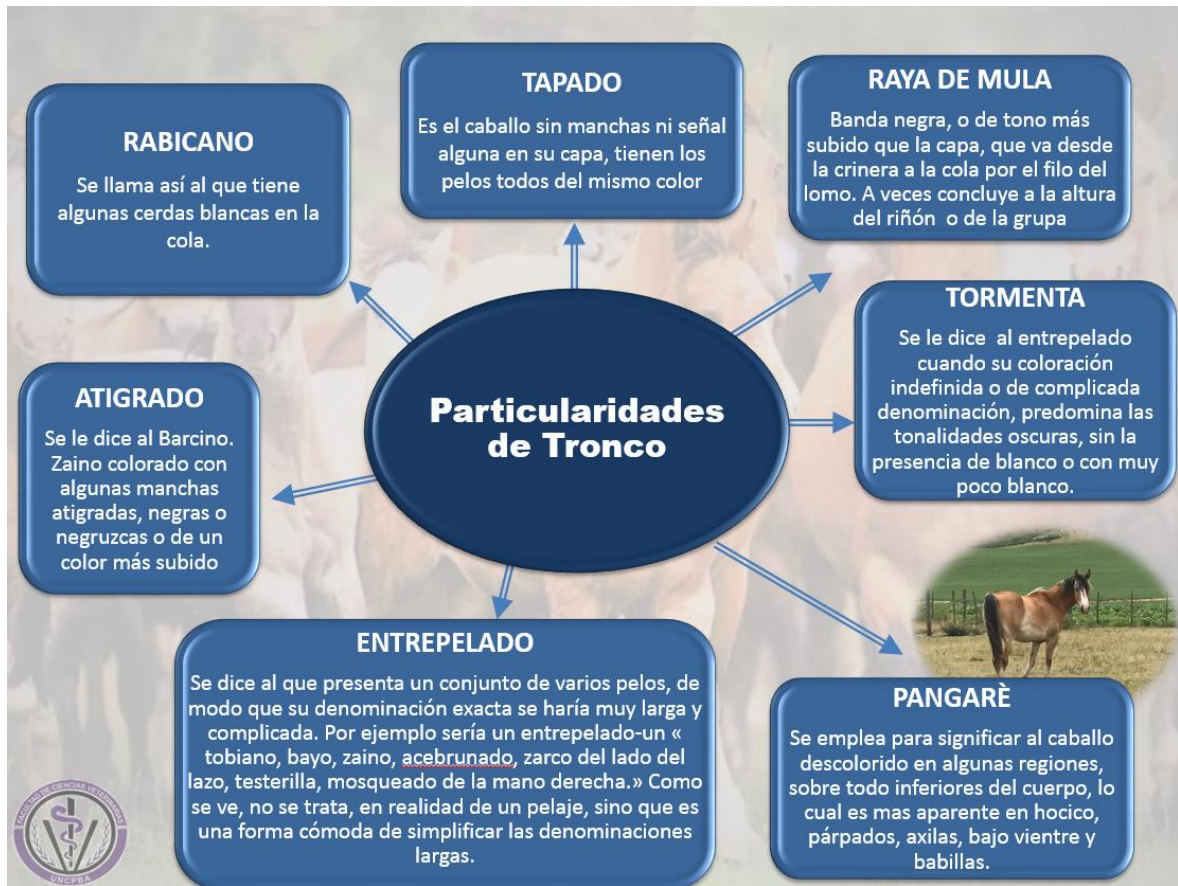 TAPADO
Es el caballo sin manchas ni señal
alguna en su capa, tienen los
pelos todos del mismo color
RAYA DE MULA
Banda negra, o de tono más
subido que la capa, que va desde
la crinera a la cola por el filo del
lomo. A veces concluye a la altura
del riñón o de la grupa
RABICANO
Se llama así al que tiene
algunas cerdas blancas en la
cola.
TORMENTA
Se le dice al entrepelado
cuando su coloración
indefinida o de complicada
denominación, predomina las
tonalidades oscuras, sin la
presencia de blanco o con muy
poco blanco.
Particularidades
de Tronco
ATIGRADO
Se le dice al Barcino.
Zaino colorado con
algunas manchas
atigradas, negras o
negruzcas o de un
color más subido
ENTREPELADO
Se dice al que presenta un conjunto de varios pelos, de
modo que su denominación exacta se haría muy larga y
complicada. Por ejemplo sería un entrepelado-un «
tobiano, bayo, zaino, acebrunado, zarco del lado del
lazo, testerilla, mosqueado de la mano derecha.» Como
se ve, no se trata, en realidad de un pelaje, sino que es
una forma cómoda de simplificar las denominaciones
largas.
PANGARÈ
Se emplea para significar al caballo
descolorido en algunas regiones,
sobre todo inferiores del cuerpo, lo
cual es mas aparente en hocico,
párpados, axilas, bajo vientre y
babillas.
FACULTAD DE CIENCIAS VETERINARIAS
UNCPBA